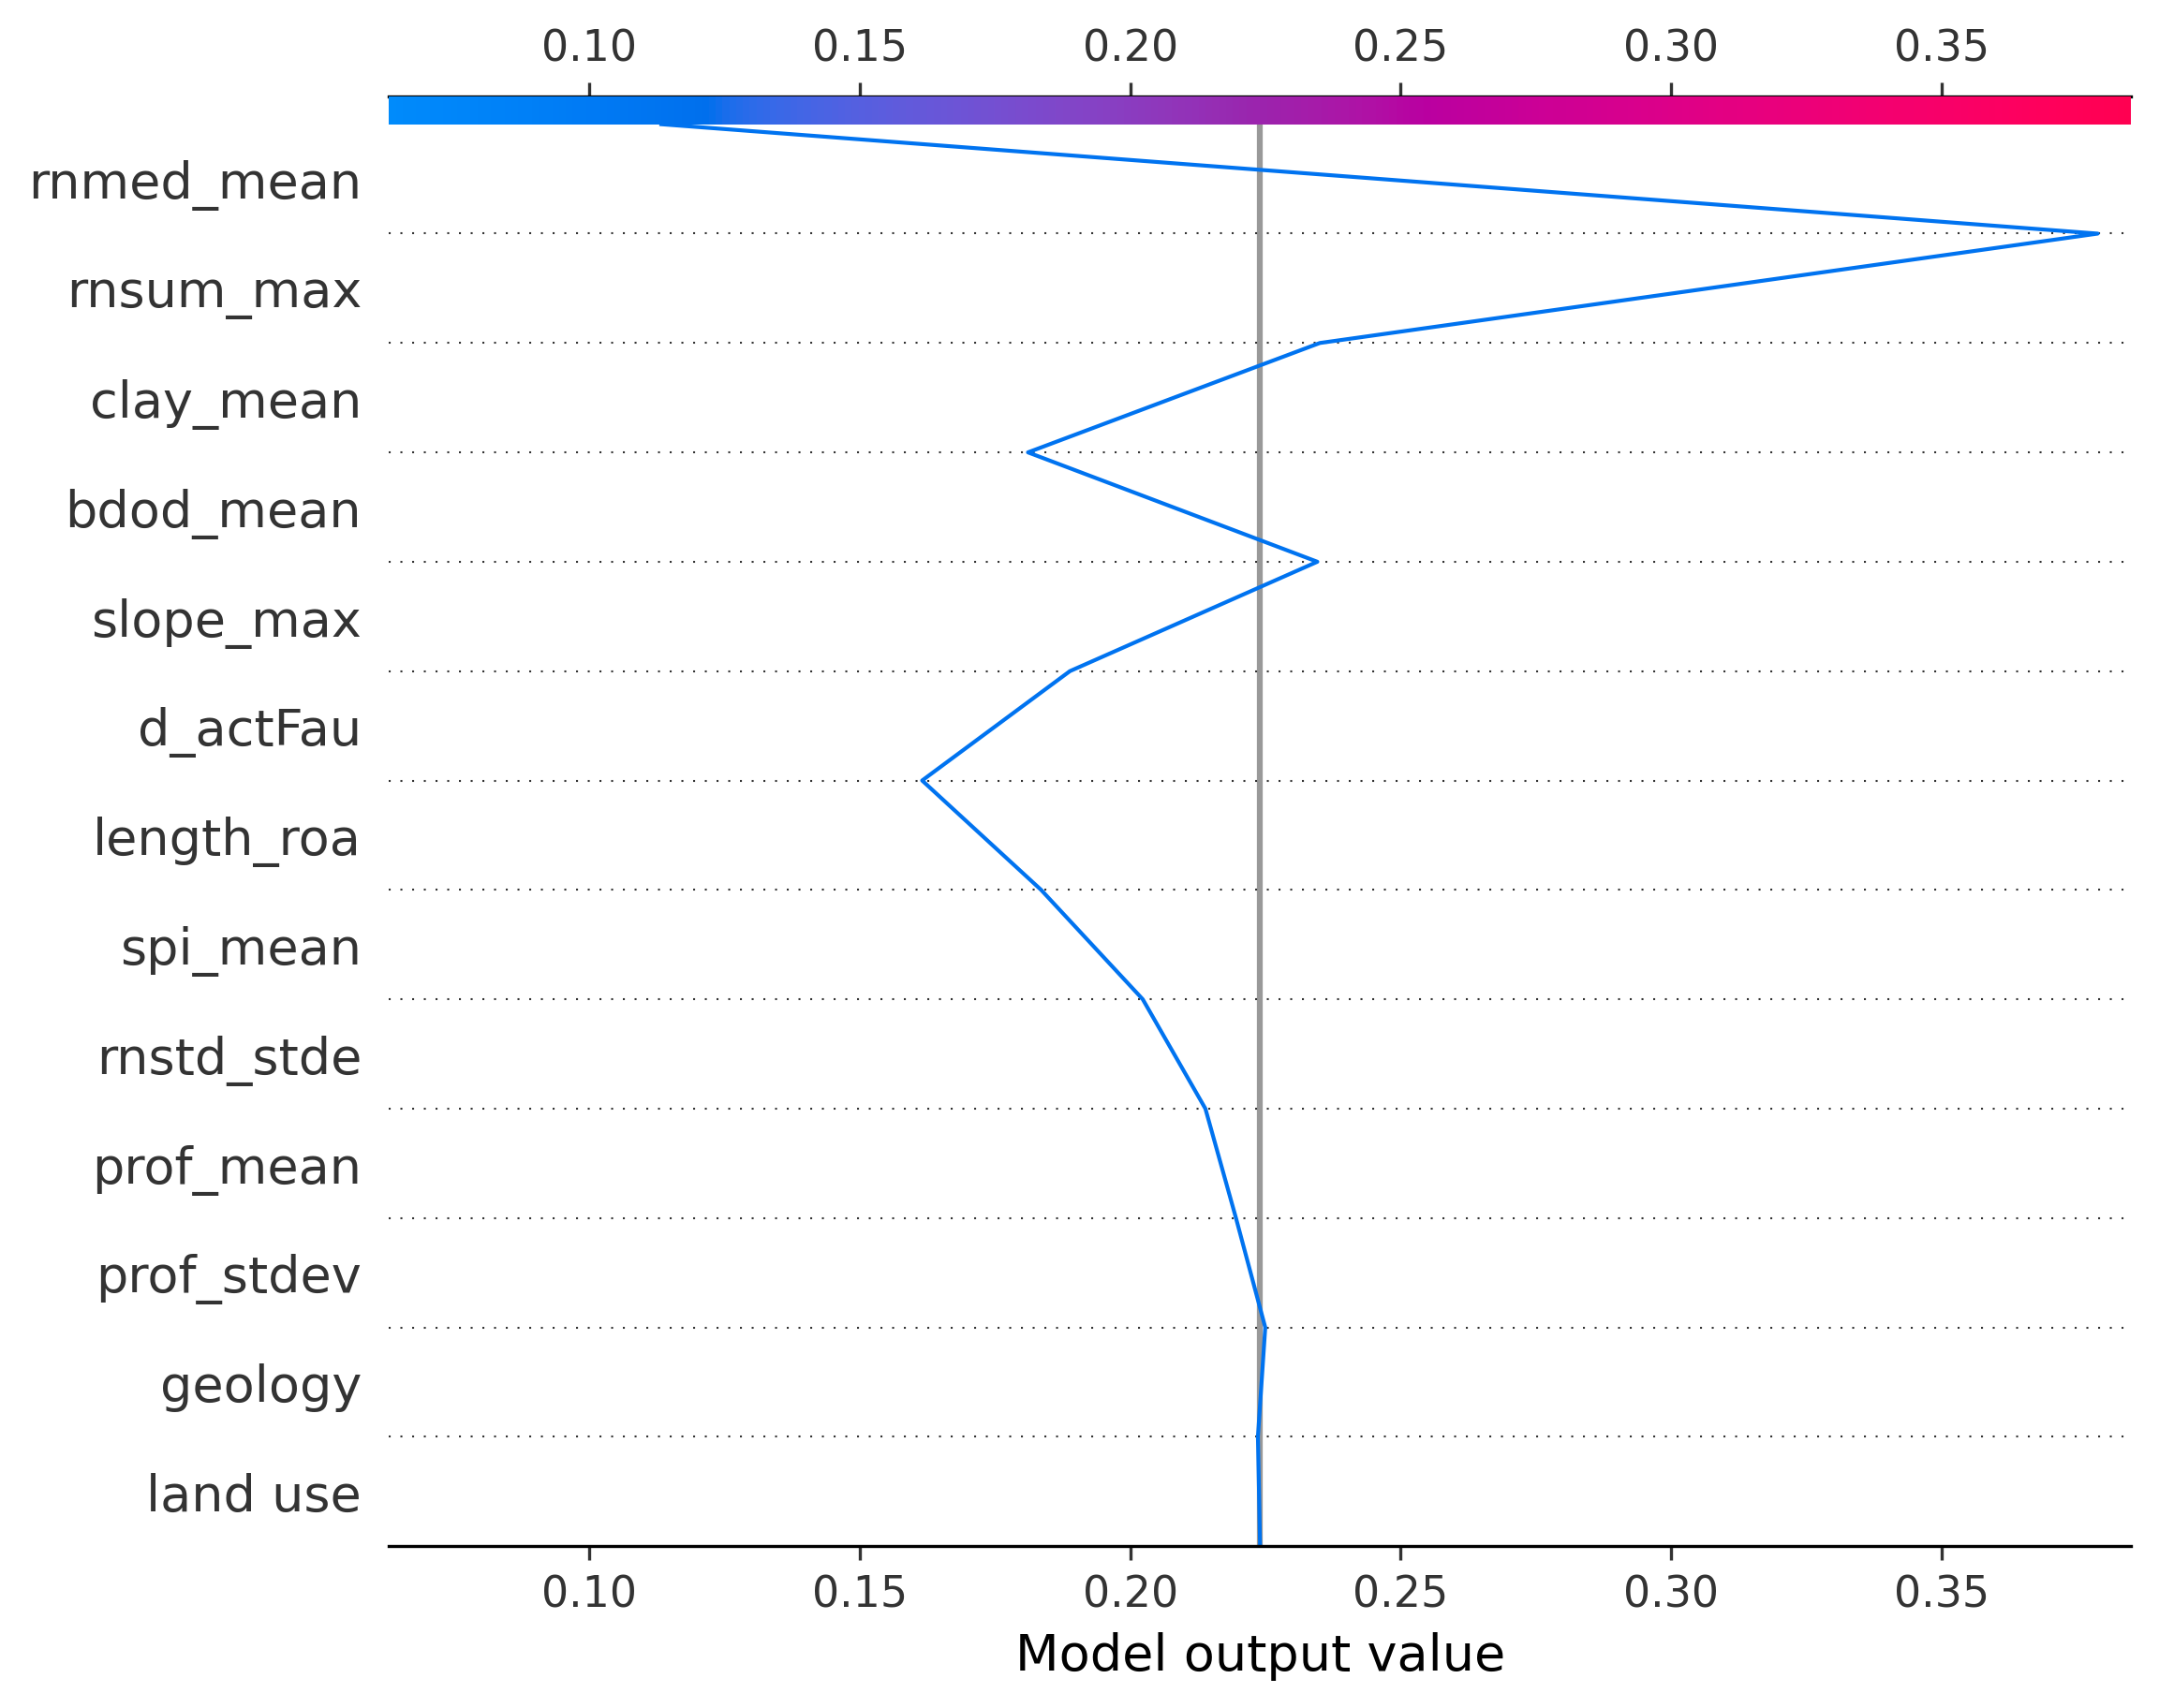 0.10 0.15 0.20 0.25 0.30 0.35
rnmed_mean
rnsum_max
clay_mean
bdod_mean
slope_max
d_actFau
length_roa
spi_mean
rnstd_stde
prof_mean
prof_stdev
geology
land use
0.10 0.15 0.20 0.25 0.30 0.35
Model output value